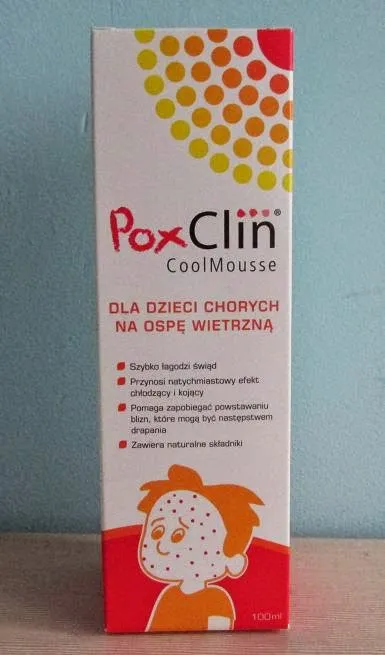 PoxClin®
CoolMousse
DLA DZIECI CHORYCH
NA OSPĘ WIETRZNĄ
Szybko łagodzi świąd
Przynosi natychmiastowy efekt
chłodzący i kojący
Pomaga zapobiegać powstawaniu
blizn, które mogą być następstwem
drapania
Zawiera naturalne składniki
100ml